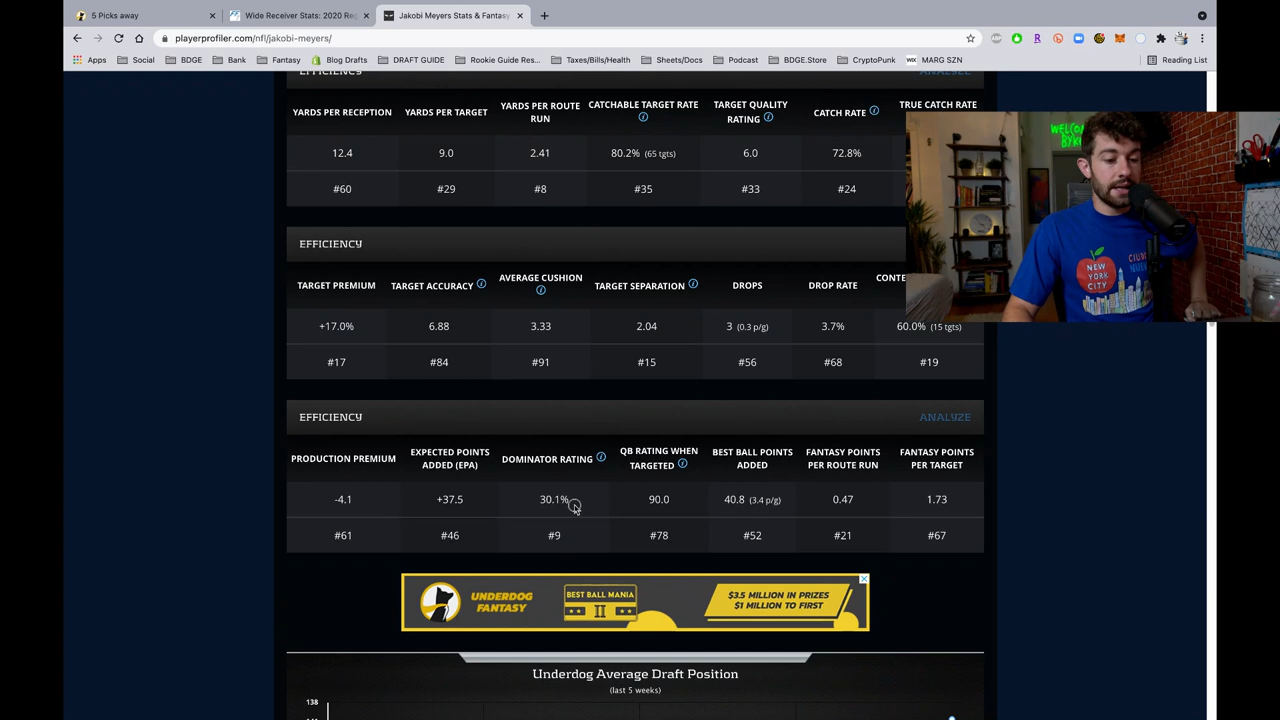 5 Picks away
Wide Receiver Stats: 2020 Reg
Jakobi Meyers Stats & Fantasy
playerprofiler.com/nfl/jakobi-meyers/
Apps Social BDGE Bank Fantasy Blog Drafts DRAFT GUIDE Rookie Guide Res... Taxes/Bills/Health Sheets/Docs Podcast BDGE.Store CryptoPunk WIX MARG SZN Reading List
EFFICIENCY ANALYZE
YARDS PER RECEPTION YARDS PER TARGET YARDS PER ROUTE RUN CATCHABLE TARGET RATE TARGET QUALITY RATING CATCH RATE TRUE CATCH RATE
12.4 9.0 2.41 80.2% (65 tgts) 6.0 72.8%
#60 #29 #8 #35 #33 #24
EFFICIENCY
TARGET PREMIUM TARGET ACCURACY AVERAGE CUSHION TARGET SEPARATION DROPS DROP RATE CONTE
+17.0% 6.88 3.33 2.04 3 (0.3 p/g) 3.7% 60.0% (15 tgts)
#17 #84 #91 #15 #56 #68 #19
EFFICIENCY ANALYZE
PRODUCTION PREMIUM EXPECTED POINTS ADDED (EPA) DOMINATOR RATING QB RATING WHEN TARGETED BEST BALL POINTS ADDED FANTASY POINTS PER ROUTE RUN FANTASY POINTS PER TARGET
-4.1 +37.5 30.1% 90.0 40.8 (3.4 p/g) 0.47 1.73
#61 #46 #9 #78 #52 #21 #67
UNDERDOG FANTASY
BEST BALL MANIA II
$3.5 MILLION IN PRIZES
$1 MILLION TO FIRST
Underdog Average Draft Position
(last 5 weeks)
138
NEW YORK CITY